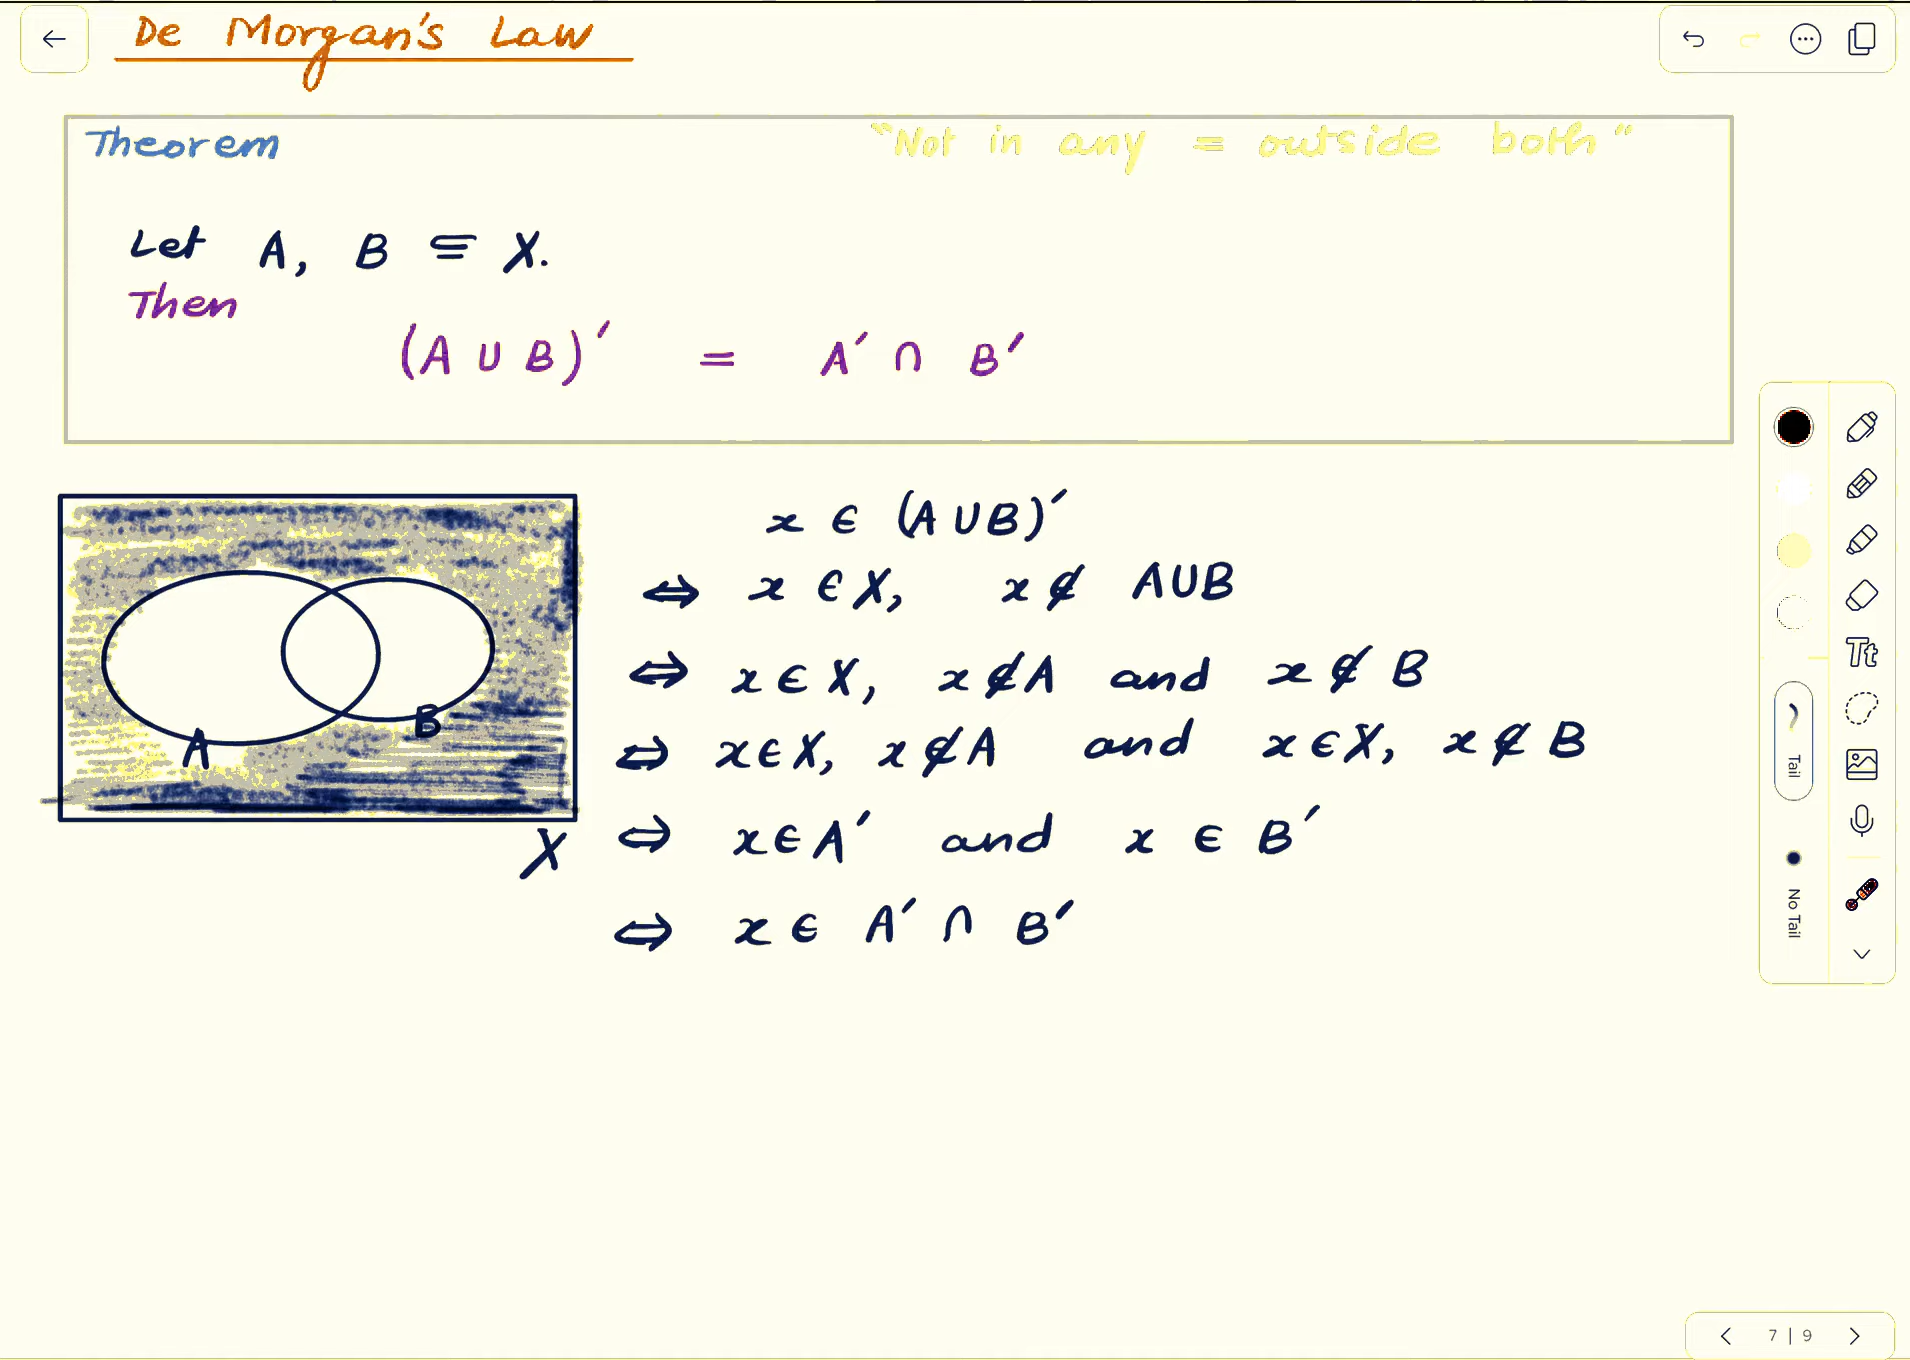 De Morgan's Law
Theorem
"Not in any = outside both"
Let A, B ⊆ X.
Then
(A ∪ B)′ = A′ ∩ B′
x ∈ (A ∪ B)′
⇔ x ∈ X, x ∉ A ∪ B
⇔ x ∈ X, x ∉ A and x ∉ B
⇔ x ∈ X, x ∉ A and x ∈ X, x ∉ B
⇔ x ∈ A′ and x ∈ B′
⇔ x ∈ A′ ∩ B′
A
B
X
Tt
Tail
No Tail
7 | 9